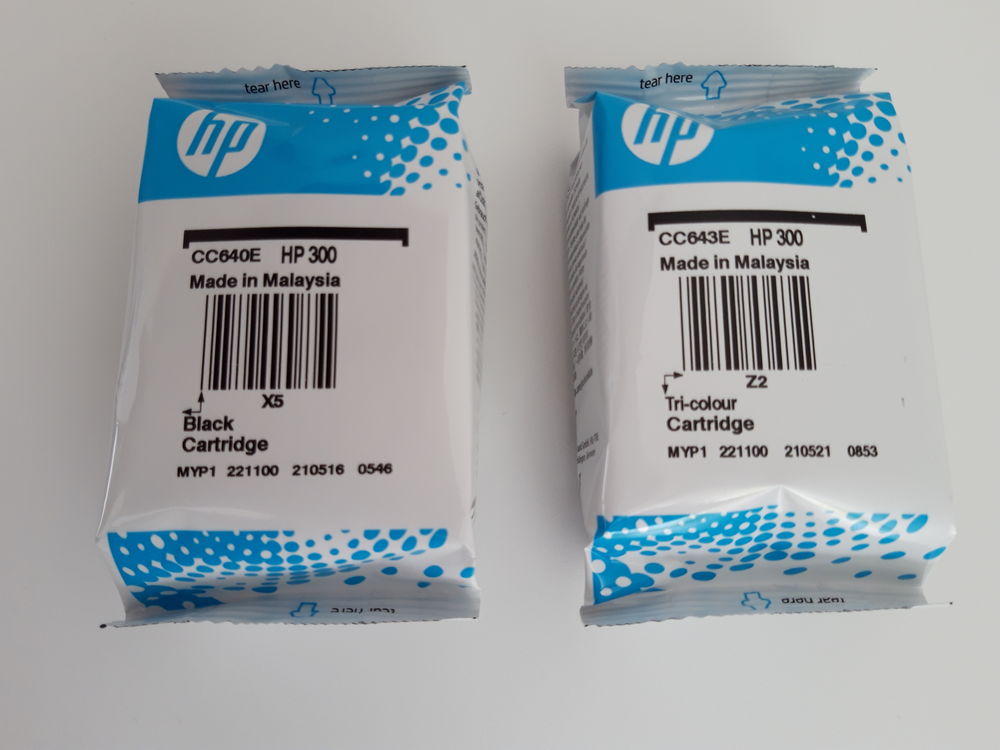 tear here
hp
CC640E HP 300
Made in Malaysia
X5
Black
Cartridge
MYP1 221100 210516 0546
tear here
tear here
hp
CC643E HP 300
Made in Malaysia
Z2
Tri-colour
Cartridge
MYP1 221100 210521 0853
tear here